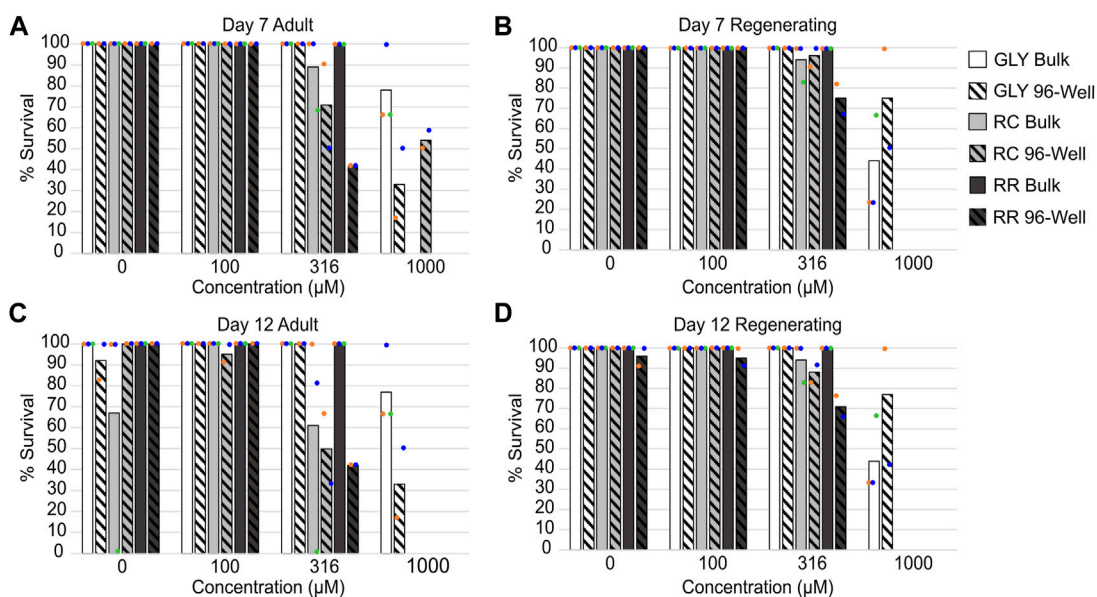 A
Day 7 Adult
% Survival
100
90
80
70
60
50
40
30
20
10
0
0 100 316 1000
Concentration (µM)
B
Day 7 Regenerating
% Survival
100
90
80
70
60
50
40
30
20
10
0
0 100 316 1000
Concentration (µM)
GLY Bulk
GLY 96-Well
RC Bulk
RC 96-Well
RR Bulk
RR 96-Well
C
Day 12 Adult
% Survival
100
90
80
70
60
50
40
30
20
10
0
0 100 316 1000
Concentration (µM)
D
Day 12 Regenerating
% Survival
100
90
80
70
60
50
40
30
20
10
0
0 100 316 1000
Concentration (µM)